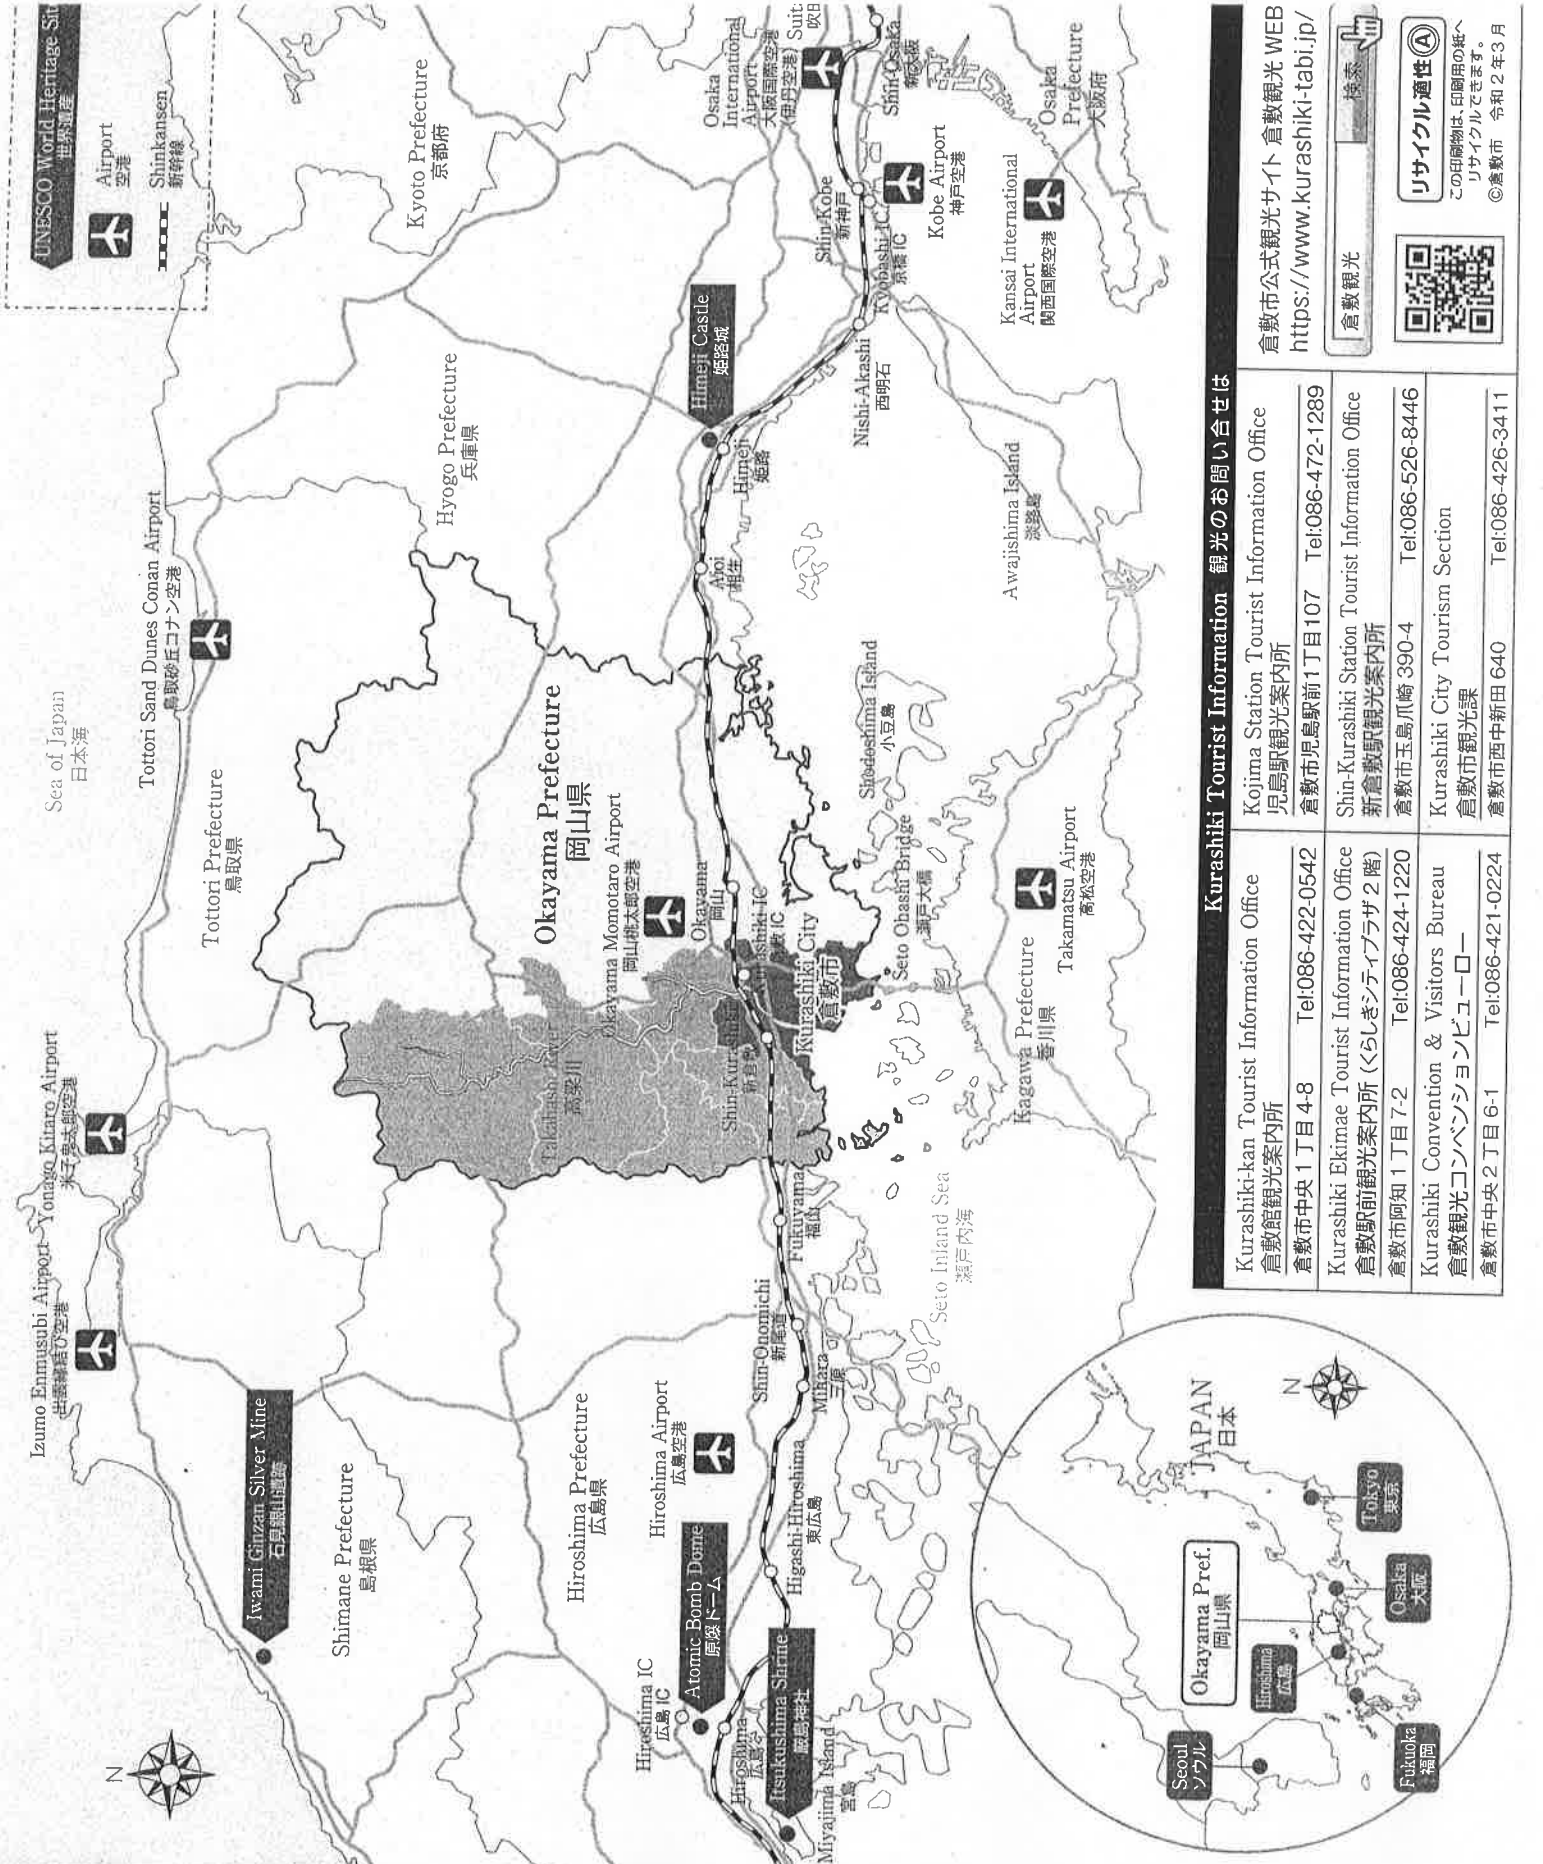 UNESCO World Heritage Sit
世界遺産
Airport
空港
Shinkansen
新幹線
N
Sea of Japan
日本海
Izumo Enmusubi Airport
出雲縁結び空港
Yonago Kitaro Airport
米子鬼太郎空港
Tottori Sand Dunes Conan Airport
鳥取砂丘コナン空港
Iwami Ginzan Silver Mine
石見銀山遺跡
Shimane Prefecture
島根県
Tottori Prefecture
鳥取県
Hyogo Prefecture
兵庫県
Kyoto Prefecture
京都府
Hiroshima Prefecture
広島県
Okayama Prefecture
岡山県
Takahashi River
高梁川
Okayama Momotaro Airport
岡山桃太郎空港
Hiroshima Airport
広島空港
Hiroshima IC
広島 IC
Atomic Bomb Dome
原爆ドーム
Hiroshima
広島
Itsukushima Shrine
厳島神社
Miyajima Island
宮島
Higashi-Hiroshima
東広島
Mihara
三原
Shin-Onomichi
新尾道
Fukuyama
福山
Shin-Kurashiki
新倉敷
Kurashiki IC
倉敷 IC
Kurashiki City
倉敷市
Okayama
岡山
Aioi
相生
Himeji
姫路
Himeji Castle
姫路城
Nishi-Akashi
西明石
Shin-Kobe
新神戸
Kyobashi IC
京橋 IC
Osaka
International
Airport
大阪国際空港
(伊丹空港)
Suit
吹田
Shin-Osaka
新大阪
Kobe Airport
神戸空港
Osaka
Prefecture
大阪府
Kansai International
Airport
関西国際空港
Awajishima Island
淡路島
Shodoshima Island
小豆島
Seto Ohashi Bridge
瀬戸大橋
Takamatsu Airport
高松空港
Kagawa Prefecture
香川県
Seto Inland Sea
瀬戸内海
JAPAN
日本
N
Okayama Pref.
岡山県
Seoul
ソウル
Hiroshima
広島
Fukuoka
福岡
Osaka
大阪
Tokyo
東京
Kurashiki Tourist Information 観光のお問い合せは
Kurashiki-kan Tourist Information Office
倉敷館観光案内所
倉敷市中央1丁目4-8 Tel:086-422-0542
Kurashiki Ekimae Tourist Information Office
倉敷駅前観光案内所(くらしきシティプラザ2階)
倉敷市阿知1丁目7-2 Tel:086-424-1220
Kurashiki Convention & Visitors Bureau
倉敷観光コンベンションビューロー
倉敷市中央2丁目6-1 Tel:086-421-0224
Kojima Station Tourist Information Office
児島駅観光案内所
倉敷市児島駅前1丁目107 Tel:086-472-1289
Shin-Kurashiki Station Tourist Information Office
新倉敷駅観光案内所
倉敷市玉島爪崎390-4 Tel:086-526-8446
Kurashiki City Tourism Section
倉敷市観光課
倉敷市西中新田640 Tel:086-426-3411
倉敷市公式観光サイト 倉敷観光 WEB
https://www.kurashiki-tabi.jp/
倉敷観光 検索
リサイクル適性Ⓐ
この印刷物は、印刷用の紙へ
リサイクルできます。
©倉敷市 令和2年3月